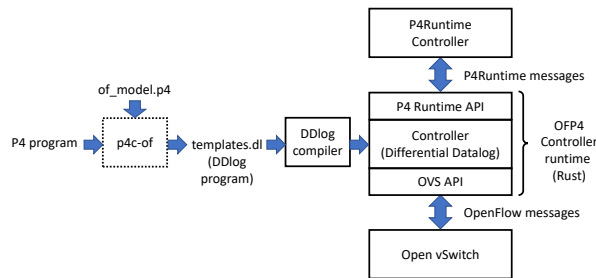 P4Runtime
Controller
P4Runtime messages
of_model.p4
P4 program
p4c-of
templates.dl
(DDlog
program)
DDlog
compiler
P4 Runtime API
Controller
(Differential Datalog)
OVS API
OFP4
Controller
runtime
(Rust)
OpenFlow messages
Open vSwitch